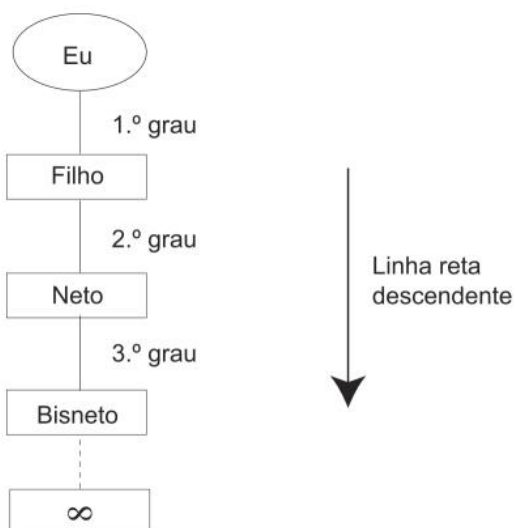 Eu
1.º grau
Filho
2.º grau
Neto
3.º grau
Bisneto
∞
Linha reta
descendente